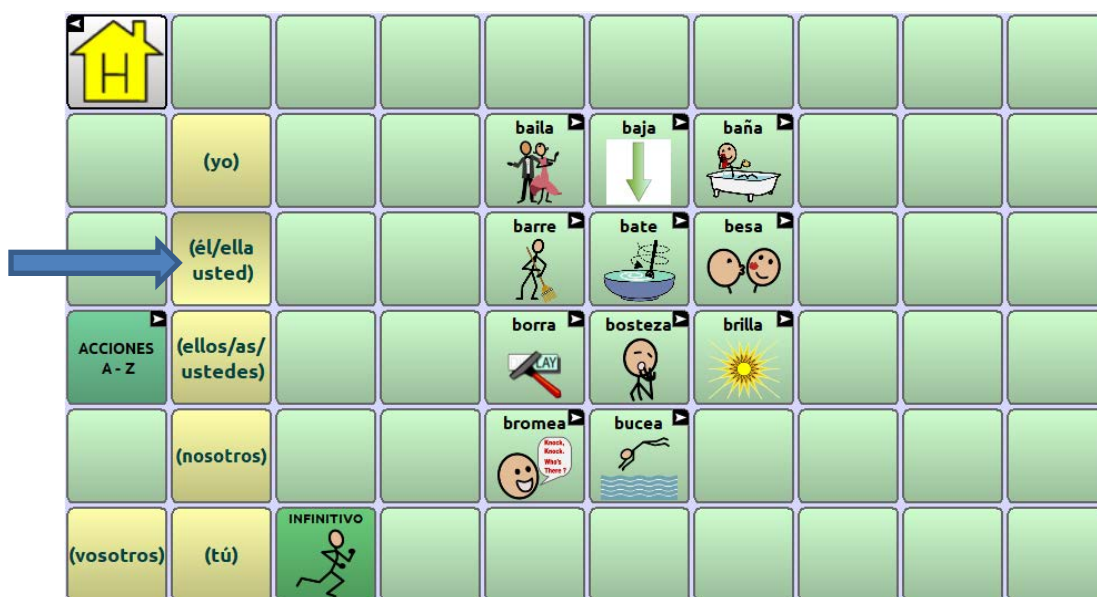 H
baila
baja
baña
(yo)
barre
bate
besa
(él/ella
usted)
borra
bosteza
brilla
ACCIONES
A - Z
(ellos/as/
ustedes)
LAY
bromea
bucea
Knock,
Knock.
Who's
There ?
(nosotros)
INFINITIVO
(vosotros)
(tú)